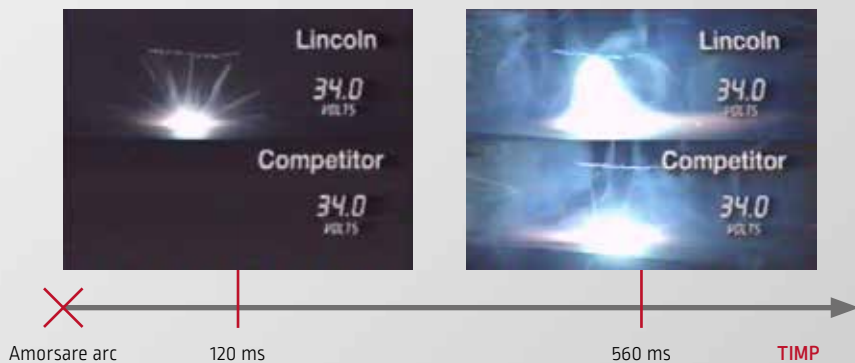 Lincoln
34.0
VOLTS
Competitor
34.0
VOLTS
Lincoln
34.0
VOLTS
Competitor
34.0
VOLTS
Amorsare arc
120 ms
560 ms
TIMP